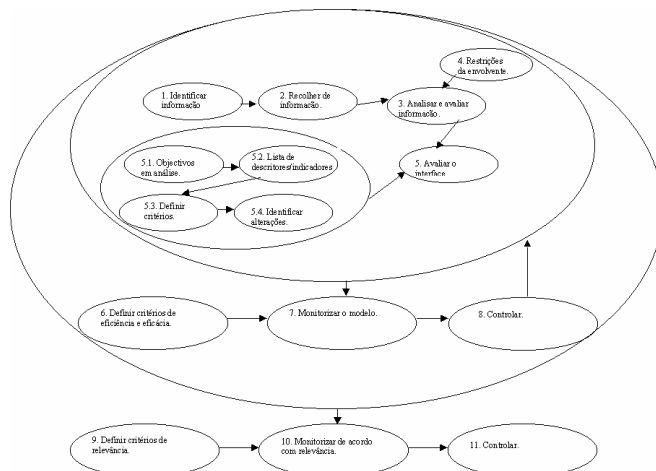 4. Restrições
da envolvente.
1. Identificar
informação
2. Recolher de
informação.
3. Analisar e avaliar
informação.
5.1. Objectivos
em análise.
5.2. Lista de
descritores/indicadores
5. Avaliar o
interface
5.3. Definir
critérios.
5.4. Identificar
alterações.
6. Definir critérios de
eficiência e eficácia.
7. Monitorizar o modelo.
8. Controlar.
9. Definir critérios de
relevância.
10. Monitorizar de acordo
com relevância.
11. Controlar.